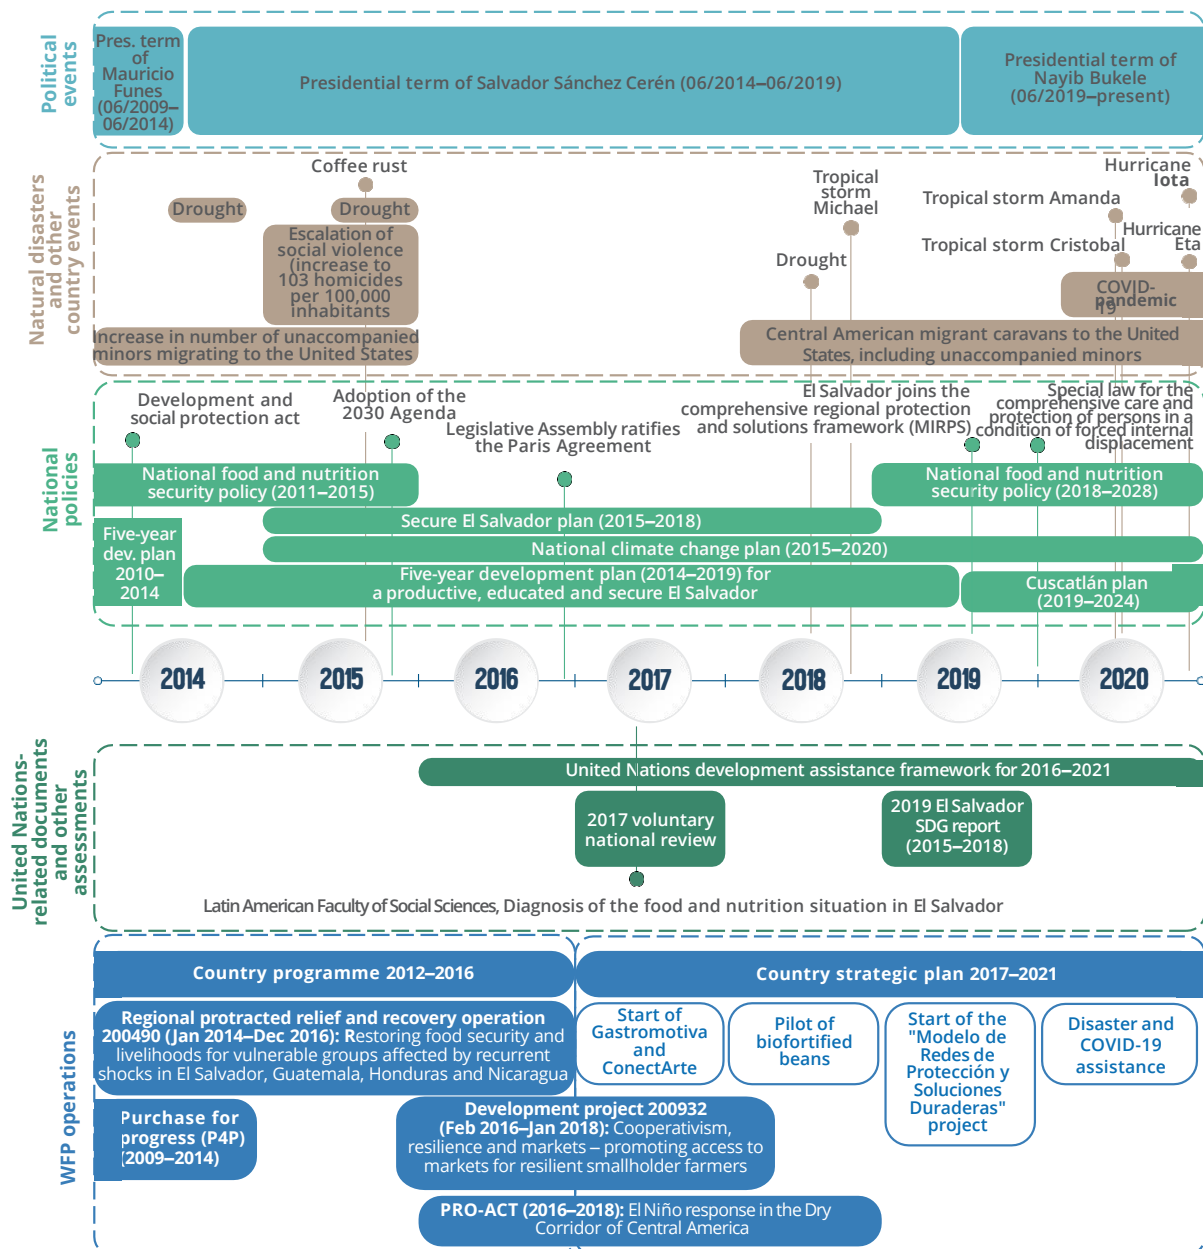 Political
events
Pres. term
of
Mauricio
Funes
(06/2009–
06/2014)
Presidential term of Salvador Sánchez Cerén (06/2014–06/2019)
Presidential term of
Nayib Bukele
(06/2019–present)
Natural disasters
and other
country events
Coffee rust
Drought
Drought
Escalation of
social violence
(increase to
103 homicides
per 100,000
inhabitants
Increase in number of unaccompanied
minors migrating to the United States
Tropical
storm
Michael
Drought
Hurricane
Iota
Tropical storm Amanda
Hurricane
Eta
Tropical storm Cristobal
COVID-
19
pandemic
Central American migrant caravans to the United
States, including unaccompanied minors
National
policies
Development and
social protection act
Adoption of the
2030 Agenda
Legislative Assembly ratifies
the Paris Agreement
El Salvador joins the
comprehensive regional protection
and solutions framework (MIRPS)
Special law for the
comprehensive care and
protection of persons in a
condition of forced internal
displacement
National food and nutrition
security policy (2011–2015)
National food and nutrition
security policy (2018–2028)
Secure El Salvador plan (2015–2018)
National climate change plan (2015–2020)
Five-year
dev. plan
2010–
2014
Five-year development plan (2014–2019) for
a productive, educated and secure El Salvador
Cuscatlán plan
(2019–2024)
2014
2015
2016
2017
2018
2019
2020
United Nations-
related documents
and other
assessments
United Nations development assistance framework for 2016–2021
2017 voluntary
national review
2019 El Salvador
SDG report
(2015–2018)
Latin American Faculty of Social Sciences, Diagnosis of the food and nutrition situation in El Salvador
WFP operations
Country programme 2012–2016
Country strategic plan 2017–2021
Regional protracted relief and recovery operation
200490 (Jan 2014–Dec 2016): Restoring food security and
livelihoods for vulnerable groups affected by recurrent
shocks in El Salvador, Guatemala, Honduras and Nicaragua
Start of
Gastromotiva
and
ConectArte
Pilot of
biofortified
beans
Start of the
"Modelo de
Redes de
Protección y
Soluciones
Duraderas"
project
Disaster and
COVID-19
assistance
Purchase for
progress (P4P)
(2009–2014)
Development project 200932
(Feb 2016–Jan 2018): Cooperativism,
resilience and markets – promoting access to
markets for resilient smallholder farmers
PRO-ACT (2016–2018): El Niño response in the Dry
Corridor of Central America